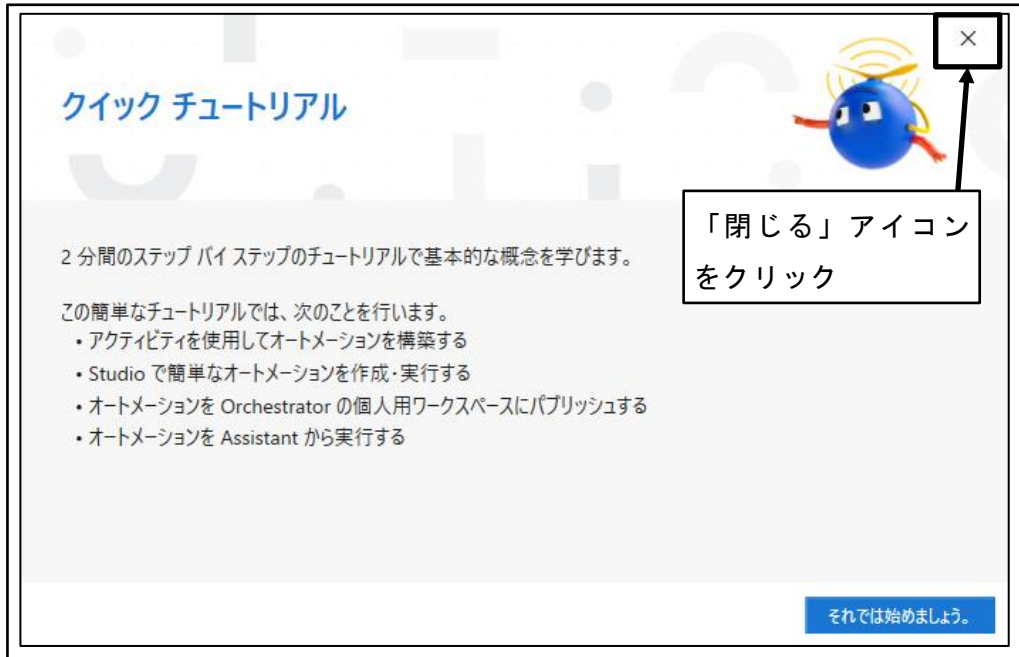 クイック チュートリアル
「閉じる」アイコン
をクリック
2 分間のステップ バイ ステップのチュートリアルで基本的な概念を学びます。
この簡単なチュートリアルでは、次のことを行います。
• アクティビティを使用してオートメーションを構築する
• Studio で簡単なオートメーションを作成・実行する
• オートメーションを Orchestrator の個人用ワークスペースにパブリッシュする
• オートメーションを Assistant から実行する
それでは始めましょう。